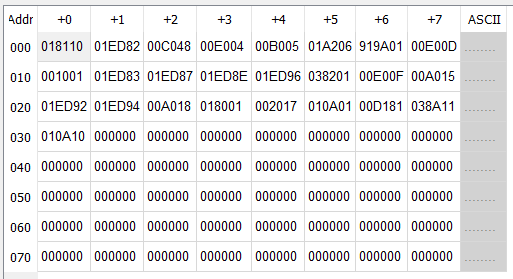 Addr +0 +1 +2 +3 +4 +5 +6 +7 ASCII
000 018110 01ED82 00C048 00E004 00B005 01A206 919A01 00E00D ........
010 001001 01ED83 01ED87 01ED8E 01ED96 038201 00E00F 00A015 ........
020 01ED92 01ED94 00A018 018001 002017 010A01 00D181 038A11 ........
030 010A10 000000 000000 000000 000000 000000 000000 000000 ........
040 000000 000000 000000 000000 000000 000000 000000 000000 ........
050 000000 000000 000000 000000 000000 000000 000000 000000 ........
060 000000 000000 000000 000000 000000 000000 000000 000000 ........
070 000000 000000 000000 000000 000000 000000 000000 000000 ........